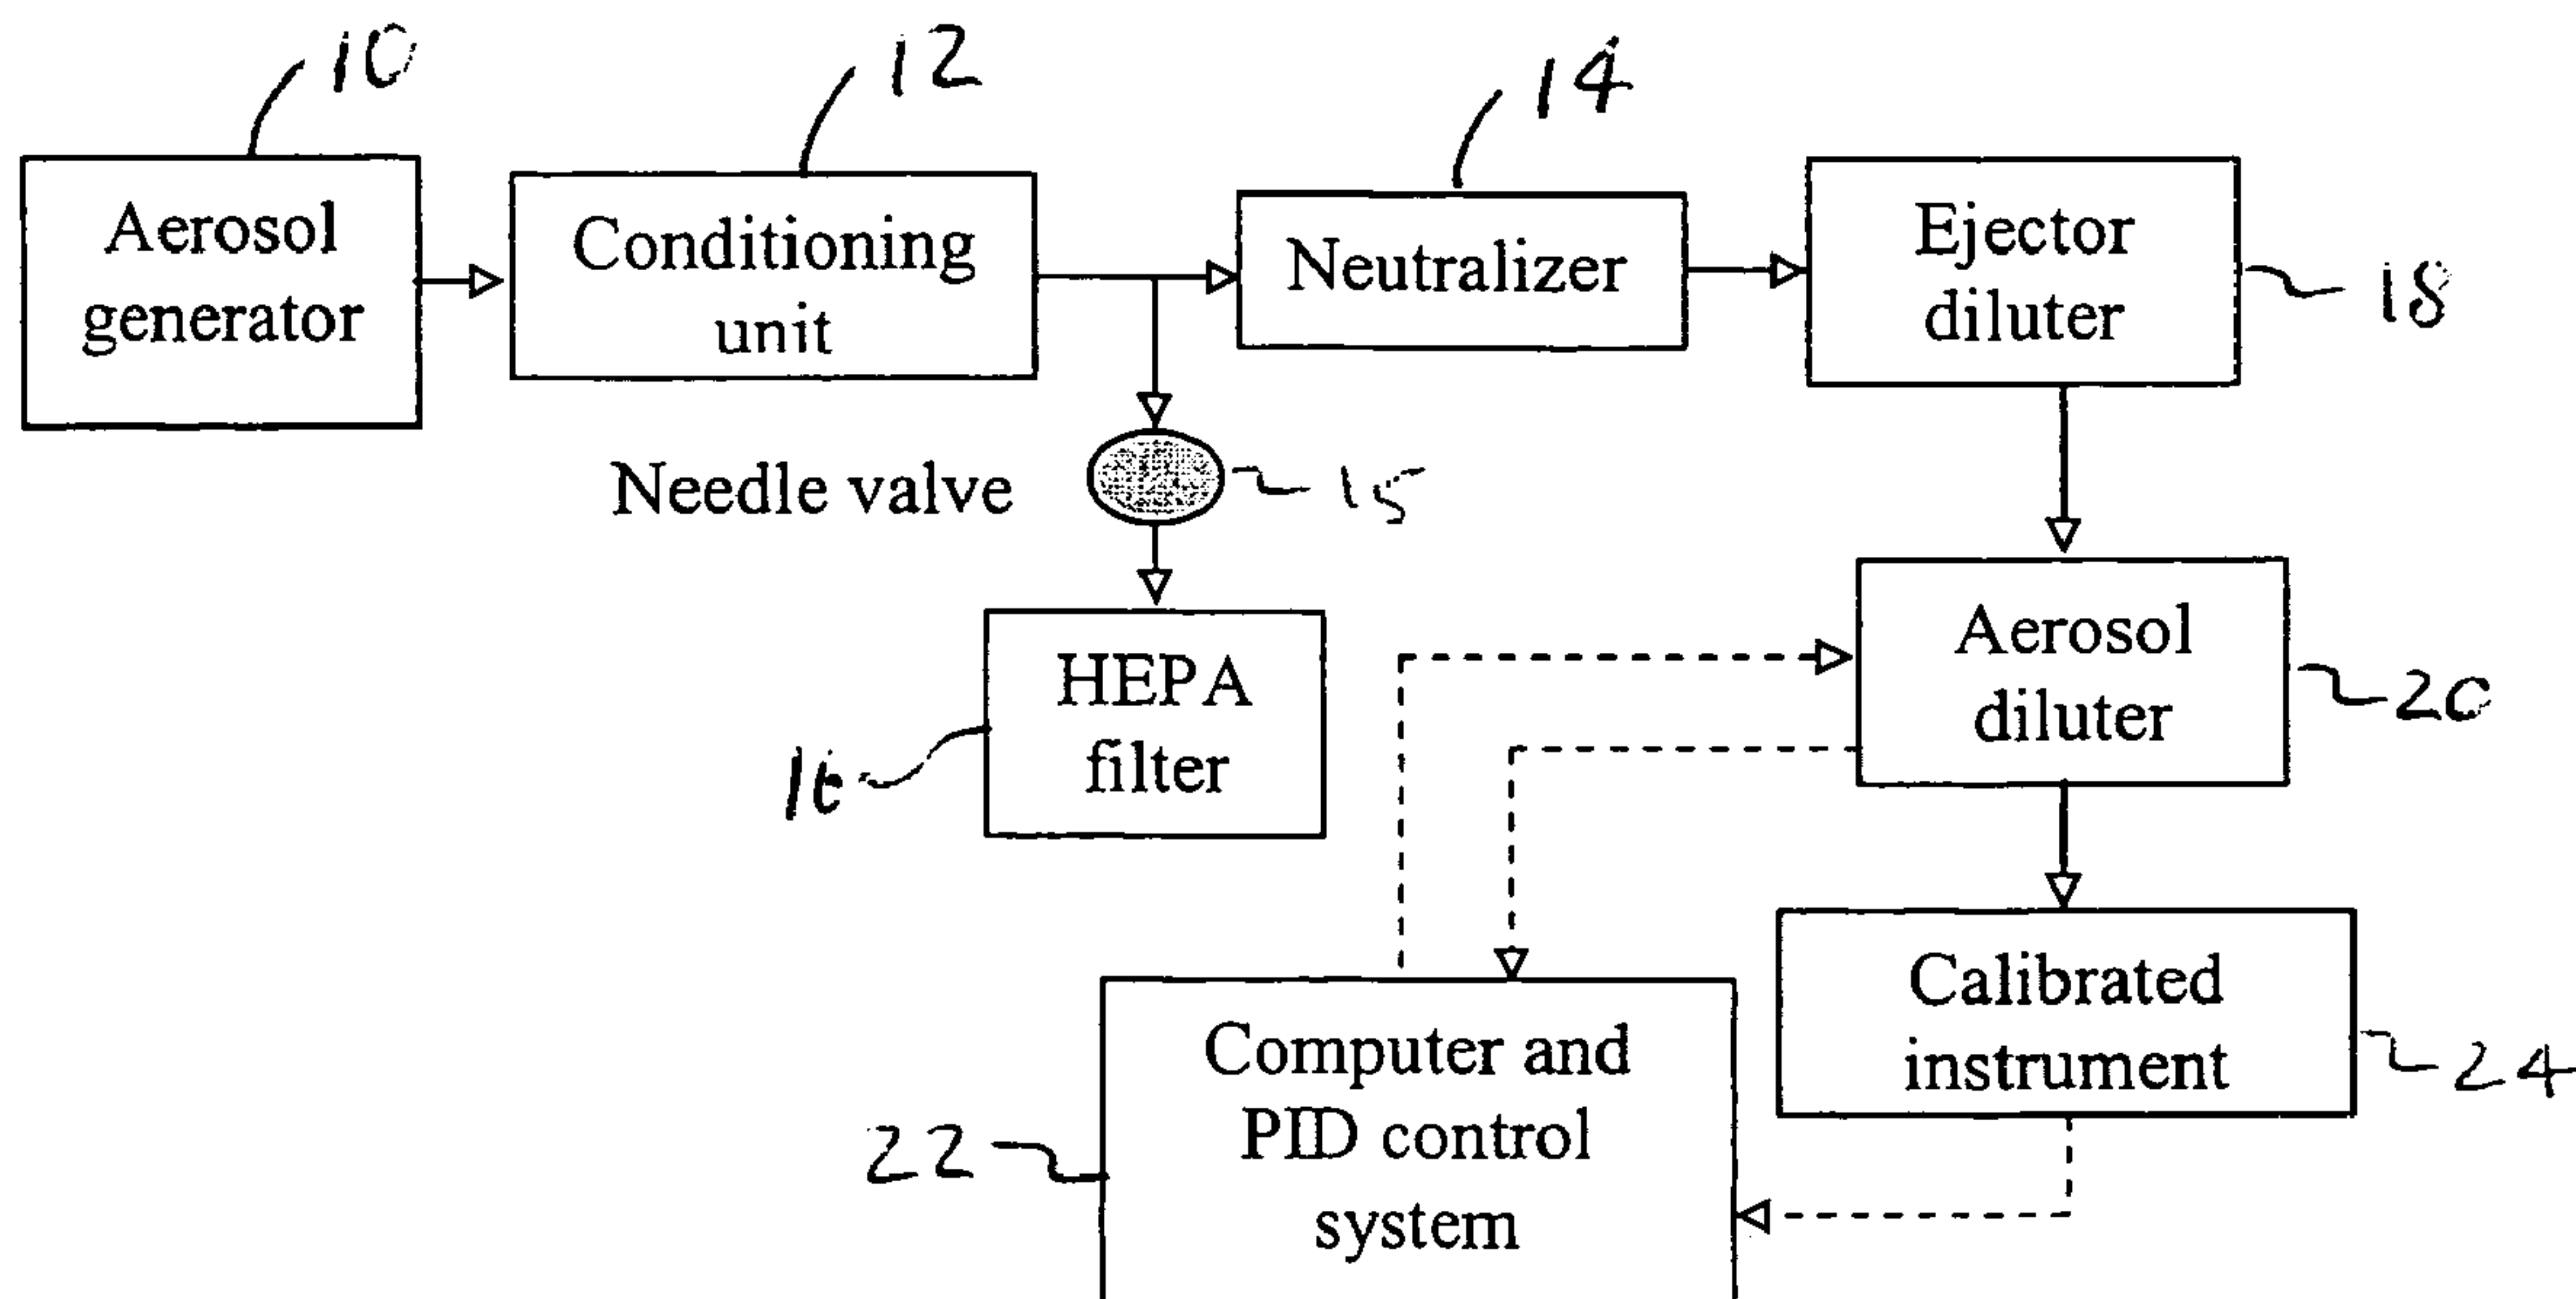 10
12
14
Aerosol
generator
Conditioning
unit
Neutralizer
Ejector
diluter
18
Needle valve
15
HEPA
filter
16
Aerosol
diluter
20
Calibrated
instrument
24
Computer and
PID control
system
22